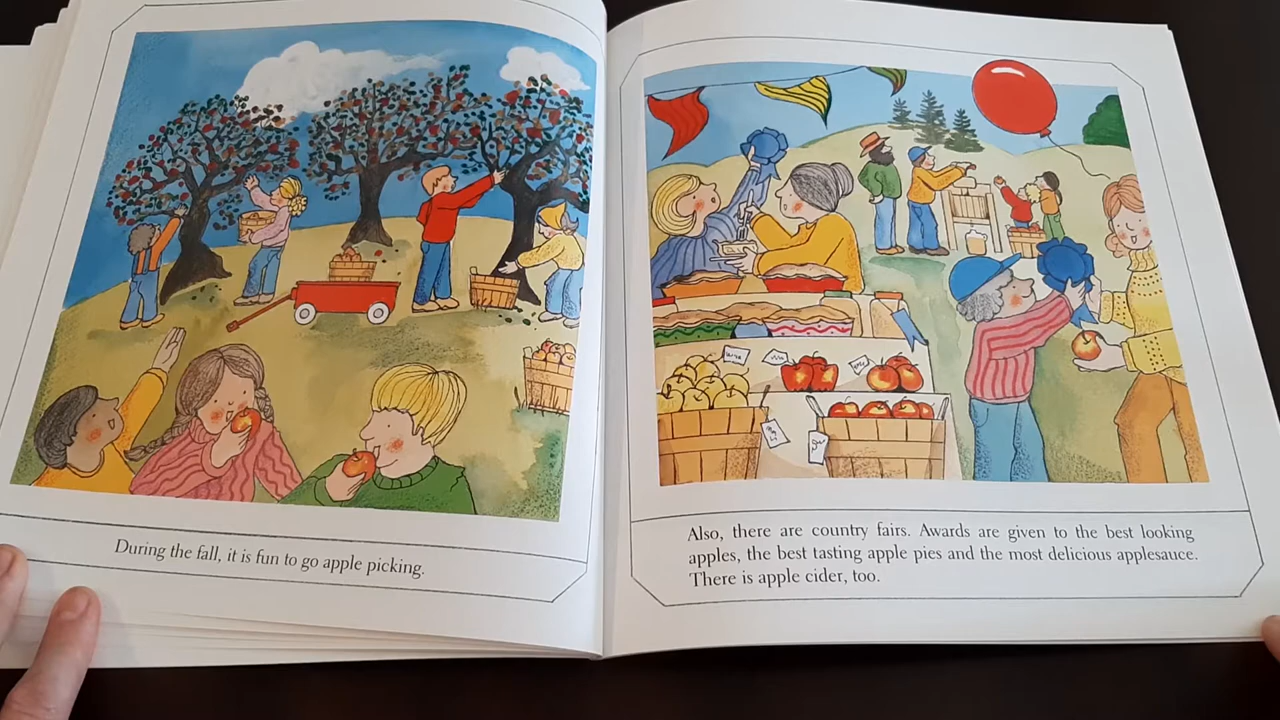 During the fall, it is fun to go apple picking.
Also, there are country fairs. Awards are given to the best looking
apples, the best tasting apple pies and the most delicious applesauce.
There is apple cider, too.